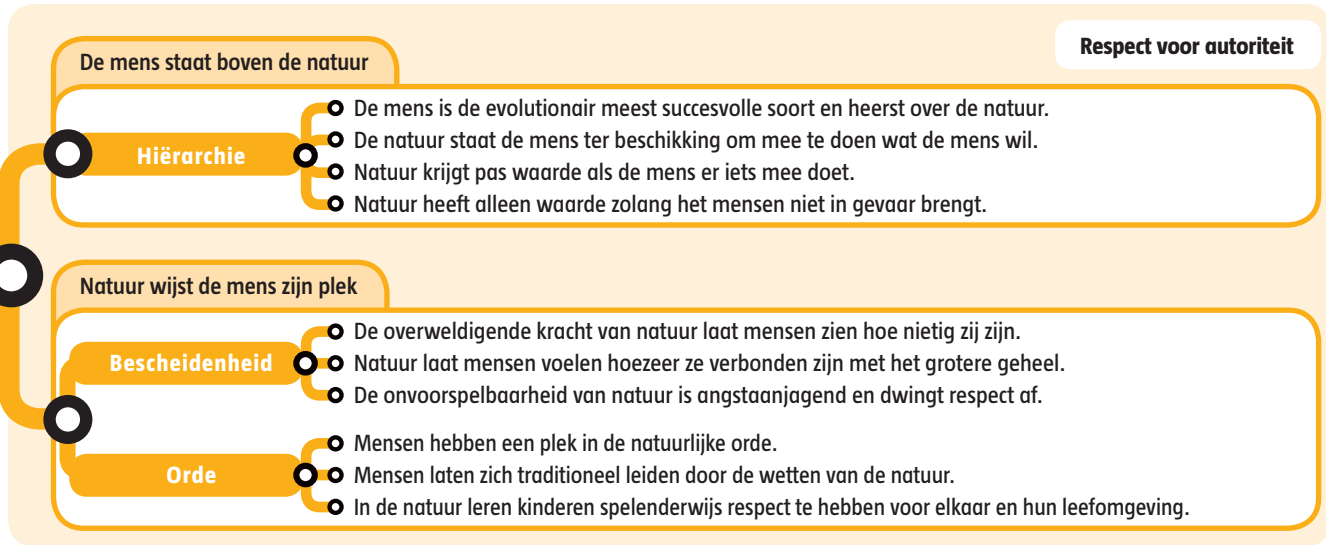 Respect voor autoriteit
De mens staat boven de natuur
Hiërarchie
De mens is de evolutionair meest succesvolle soort en heerst over de natuur.
De natuur staat de mens ter beschikking om mee te doen wat de mens wil.
Natuur krijgt pas waarde als de mens er iets mee doet.
Natuur heeft alleen waarde zolang het mensen niet in gevaar brengt.
Natuur wijst de mens zijn plek
Bescheidenheid
De overweldigende kracht van natuur laat mensen zien hoe nietig zij zijn.
Natuur laat mensen voelen hoezeer ze verbonden zijn met het grotere geheel.
De onvoorspelbaarheid van natuur is angstaanjagend en dwingt respect af.
Orde
Mensen hebben een plek in de natuurlijke orde.
Mensen laten zich traditioneel leiden door de wetten van de natuur.
In de natuur leren kinderen spelenderwijs respect te hebben voor elkaar en hun leefomgeving.